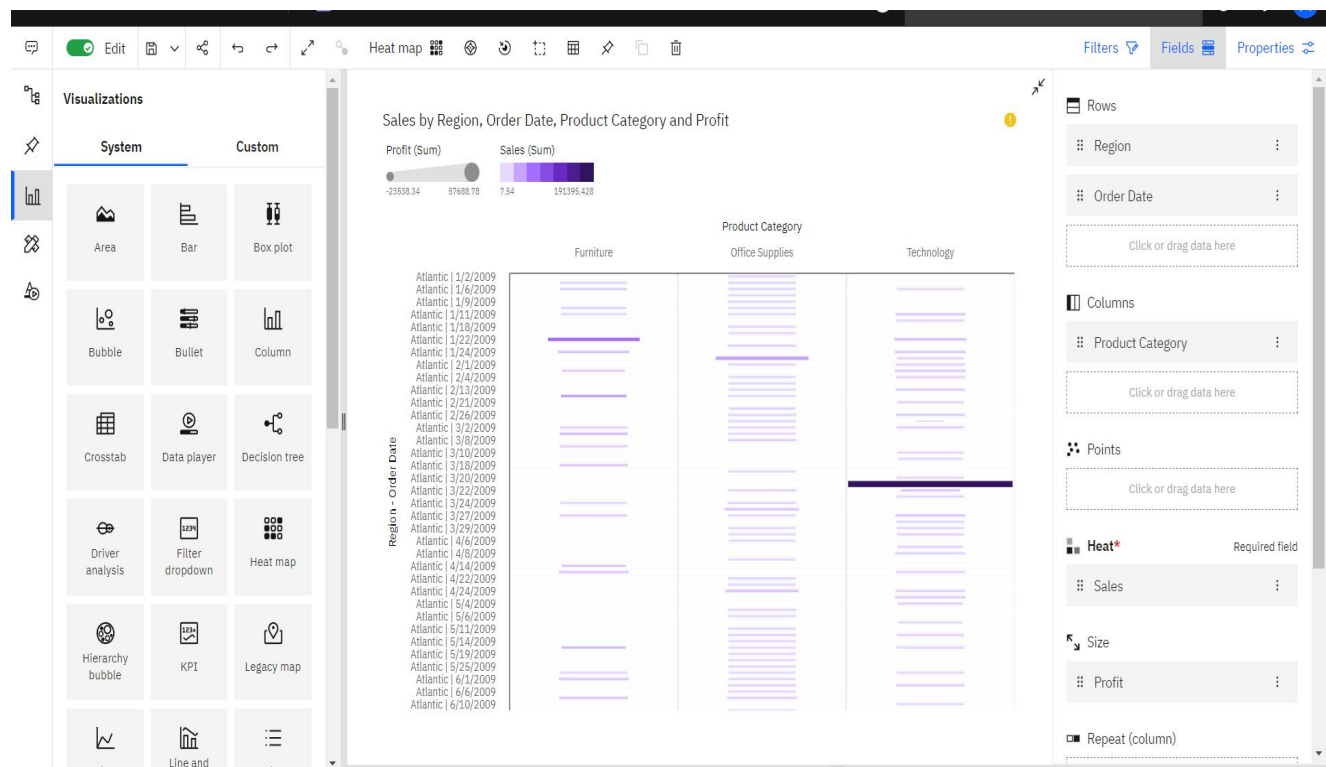 Edit
Heat map
Filters
Fields
Properties
Visualizations
System
Custom
Area
Bar
Box plot
Bubble
Bullet
Column
Crosstab
Data player
Decision tree
Driver analysis
Filter dropdown
Heat map
Hierarchy bubble
KPI
Legacy map
Line and
Sales by Region, Order Date, Product Category and Profit
Profit (Sum)
Sales (Sum)
-23538.34
57688.78
7.54
191395.428
Product Category
Furniture
Office Supplies
Technology
Region - Order Date
Atlantic | 1/2/2009
Atlantic | 1/6/2009
Atlantic | 1/9/2009
Atlantic | 1/11/2009
Atlantic | 1/18/2009
Atlantic | 1/22/2009
Atlantic | 1/24/2009
Atlantic | 2/1/2009
Atlantic | 2/4/2009
Atlantic | 2/13/2009
Atlantic | 2/21/2009
Atlantic | 2/26/2009
Atlantic | 3/2/2009
Atlantic | 3/8/2009
Atlantic | 3/10/2009
Atlantic | 3/18/2009
Atlantic | 3/20/2009
Atlantic | 3/22/2009
Atlantic | 3/24/2009
Atlantic | 3/27/2009
Atlantic | 3/29/2009
Atlantic | 4/6/2009
Atlantic | 4/8/2009
Atlantic | 4/14/2009
Atlantic | 4/22/2009
Atlantic | 4/24/2009
Atlantic | 5/4/2009
Atlantic | 5/6/2009
Atlantic | 5/11/2009
Atlantic | 5/14/2009
Atlantic | 5/19/2009
Atlantic | 5/25/2009
Atlantic | 6/1/2009
Atlantic | 6/6/2009
Atlantic | 6/10/2009
Rows
Region
Order Date
Click or drag data here
Columns
Product Category
Click or drag data here
Points
Click or drag data here
Heat*
Required field
Sales
Size
Profit
Repeat (column)